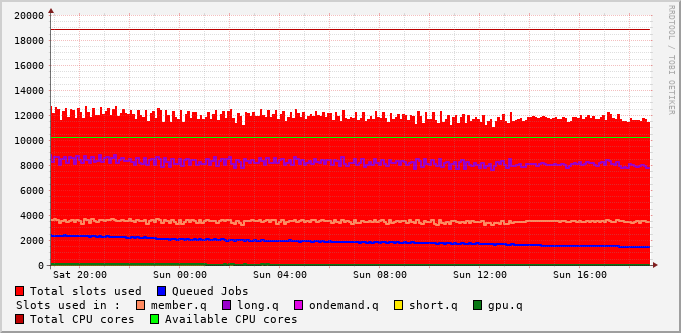 20000
18000
16000
14000
12000
10000
8000
6000
4000
2000
0
Sat 20:00 Sun 00:00 Sun 04:00 Sun 08:00 Sun 12:00 Sun 16:00
Total slots used Queued Jobs
Slots used in : member.q long.q ondemand.q short.q gpu.q
Total CPU cores Available CPU cores
RRDTOOL / TOBI OETIKER